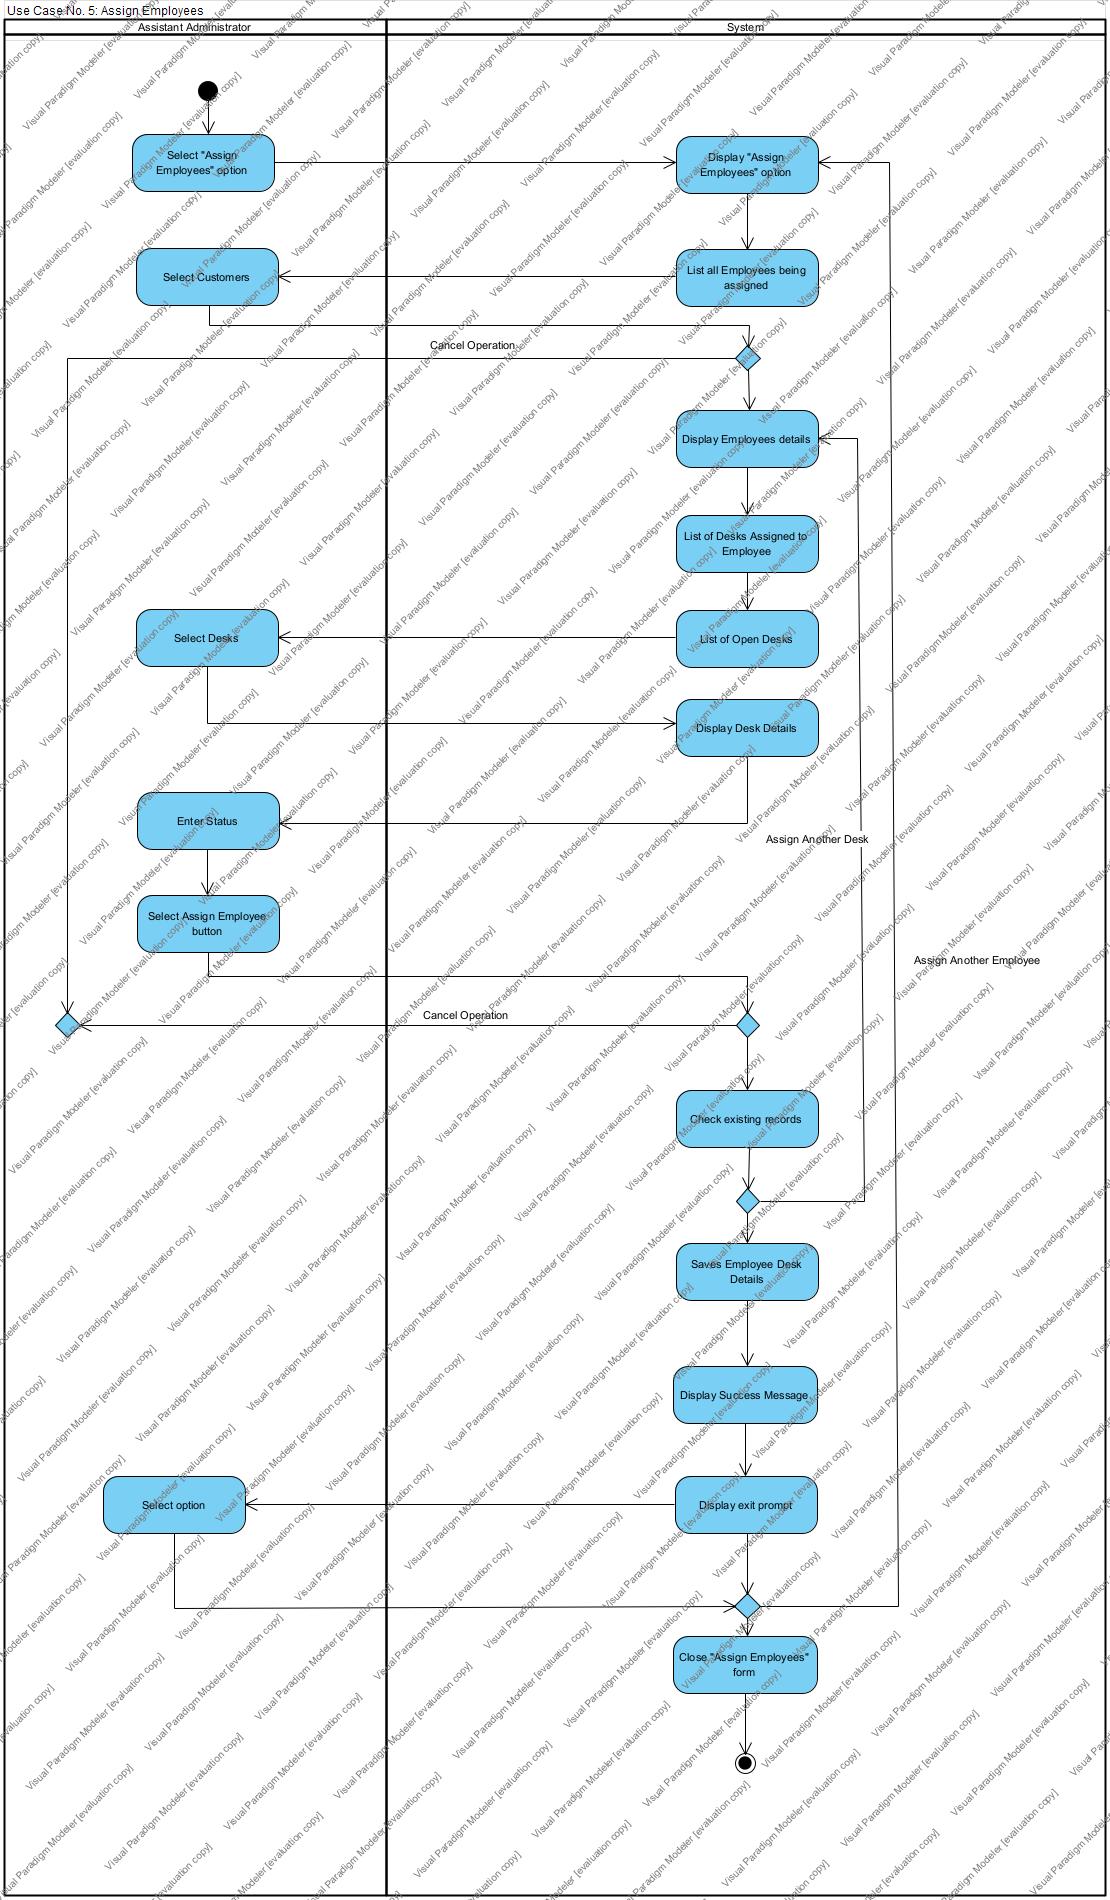 Use Case No. 5: Assign Employees
Assistant Administrator
System
Select "Assign
Employees" option
Display "Assign
Employees" option
Select Customers
List all Employees being
assigned
Cancel Operation
Display Employees details
List of Desks Assigned to
Employee
Select Desks
List of Open Desks
Display Desk Details
Enter Status
Assign Another Desk
Select Assign Employee
button
Assign Another Employee
Cancel Operation
Check existing records
Saves Employee Desk
Details
Display Success Message
Select option
Display exit prompt
Close "Assign Employees"
form
Visual Paradigm Modeler [evaluation copy]